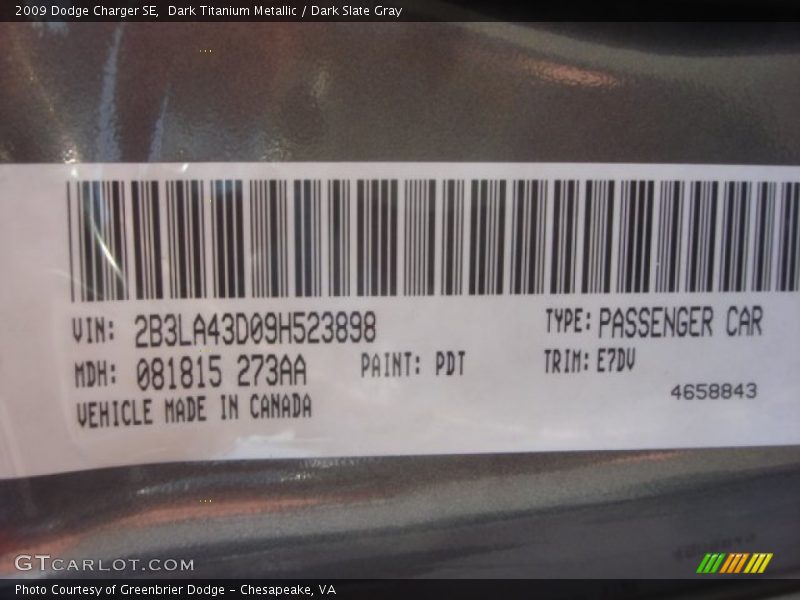 2009 Dodge Charger SE,  Dark Titanium Metallic / Dark Slate Gray
VIN: 2B3LA43D09H523898 TYPE: PASSENGER CAR
MDH: 081815 273AA PAINT: PDT TRIM: E7DV
VEHICLE MADE IN CANADA 4658843
GTCARLOT.COM
Photo Courtesy of Greenbrier Dodge – Chesapeake, VA